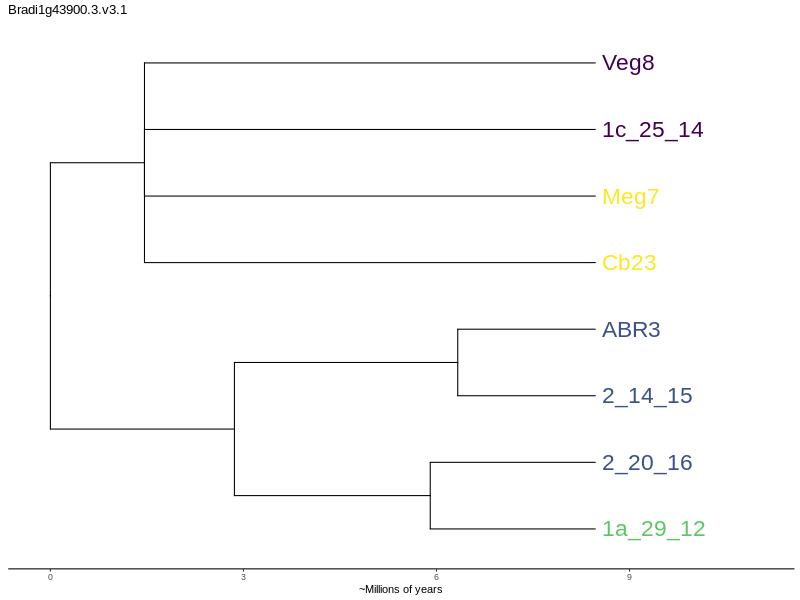 Bradi1g43900.3.v3.1
Veg8
1c_25_14
Meg7
Cb23
ABR3
2_14_15
2_20_16
1a_29_12
0 3 6 9
~Millions of years